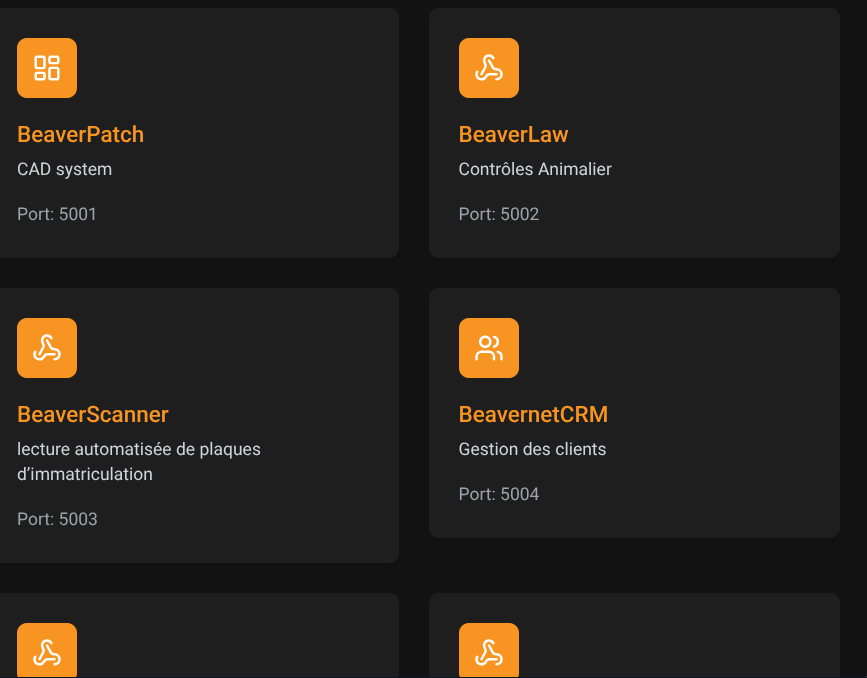 BeaverPatch
CAD system
Port: 5001
BeaverLaw
Contrôles Animalier
Port: 5002
BeaverScanner
lecture automatisée de plaques
d’immatriculation
Port: 5003
BeavernetCRM
Gestion des clients
Port: 5004